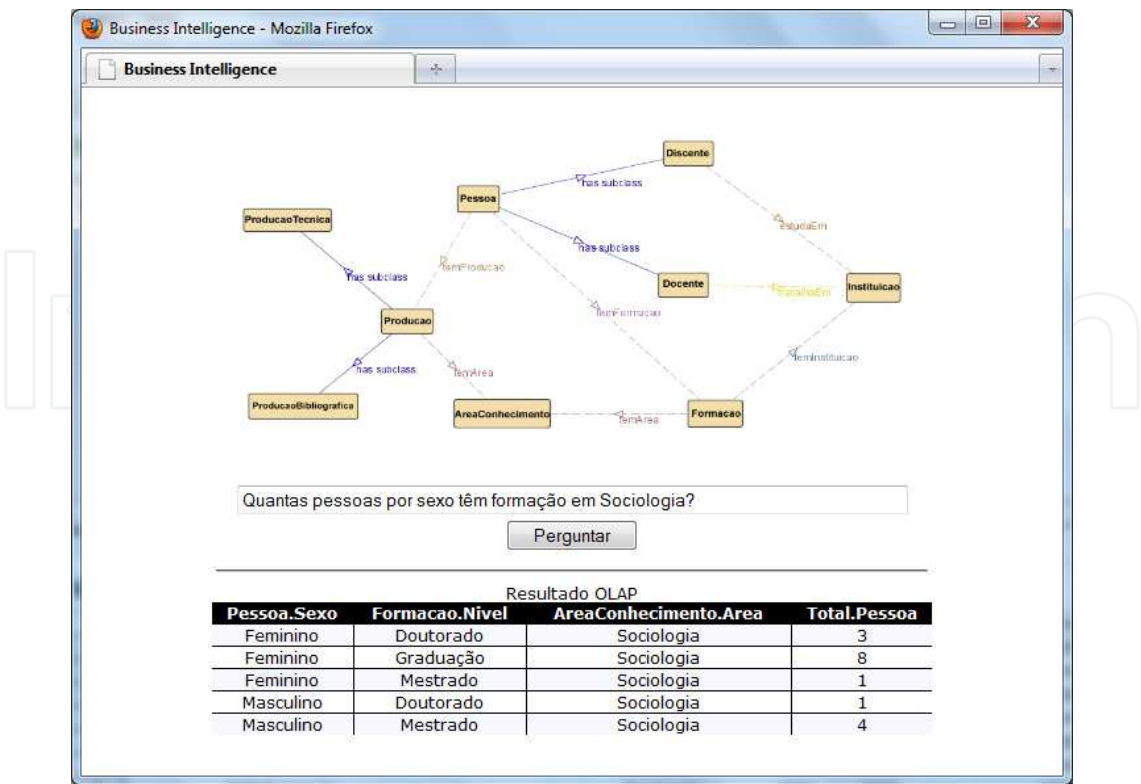 Business Intelligence - Mozilla Firefox
Business Intelligence
Discente
has subclass
Pessoa
ProducaoTecnica
estudaEm
has subclass
temProducao
has subclass
Docente
trabalhaEm
Instituicao
temFormacao
Producao
temInstituicao
has subclass
temArea
ProducaoBibliografica
AreaConhecimento
temArea
Formacao
Quantas pessoas por sexo têm formação em Sociologia?
Perguntar
Resultado OLAP
Pessoa.Sexo Formacao.Nivel AreaConhecimento.Area Total.Pessoa
Feminino Doutorado Sociologia 3
Feminino Graduação Sociologia 8
Feminino Mestrado Sociologia 1
Masculino Doutorado Sociologia 1
Masculino Mestrado Sociologia 4